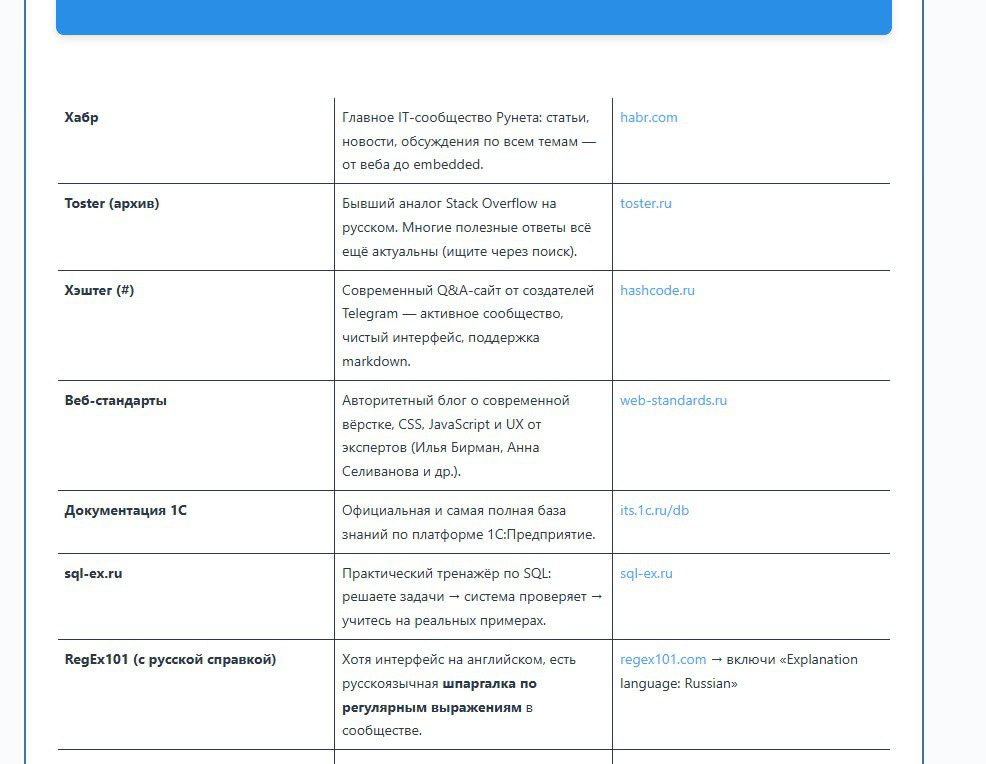 Хабр
Главное IT-сообщество Рунета: статьи,
новости, обсуждения по всем темам —
от веба до embedded.
habr.com
Toster (архив)
Бывший аналог Stack Overflow на
русском. Многие полезные ответы всё
ещё актуальны (ищите через поиск).
toster.ru
Хэштег (#)
Современный Q&A-сайт от создателей
Telegram — активное сообщество,
чистый интерфейс, поддержка
markdown.
hashcode.ru
Веб-стандарты
Авторитетный блог о современной
вёрстке, CSS, JavaScript и UX от
экспертов (Илья Бирман, Анна
Селиванова и др.).
web-standards.ru
Документация 1С
Официальная и самая полная база
знаний по платформе 1С:Предприятие.
its.1c.ru/db
sql-ex.ru
Практический тренажёр по SQL:
решаете задачи → система проверяет →
учитесь на реальных примерах.
sql-ex.ru
RegEx101 (с русской справкой)
Хотя интерфейс на английском, есть
русскоязычная шпаргалка по
регулярным выражениям в
сообществе.
regex101.com → включи «Explanation
language: Russian»